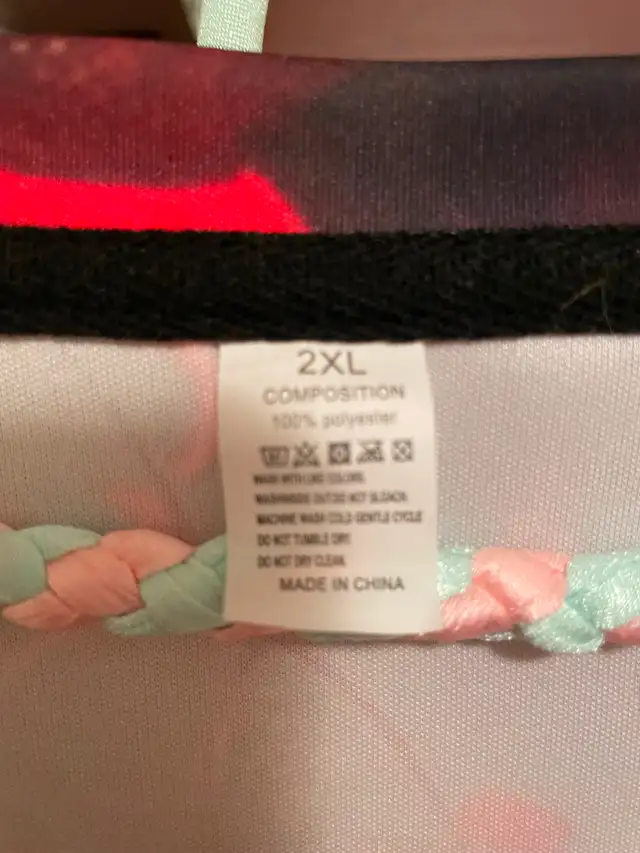 2XL
COMPOSITION
100% polyester
WASH WITH LIKE COLORS.
WASHINSIDE OUT.DO NOT BLEACH.
MACHINE WASH COLD GENTLE CYCLE
DO NOT TUMBLE DRY.
DO NOT DRY CLEAN.
MADE IN CHINA